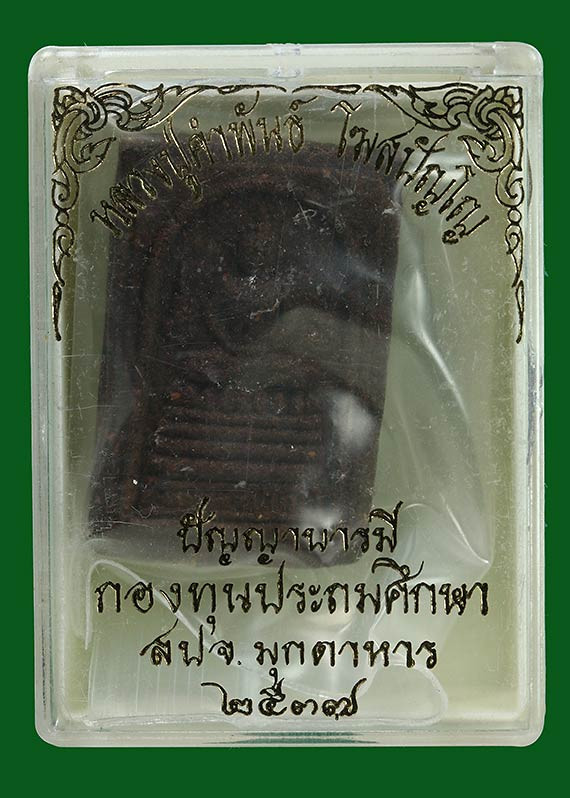 หลวงปู่คำพันธ์ โฆสปัญโญ
ปัญญาบารมี
กองทุนประถมศึกษา
สปจ. มุกดาหาร
๒๕๓๗